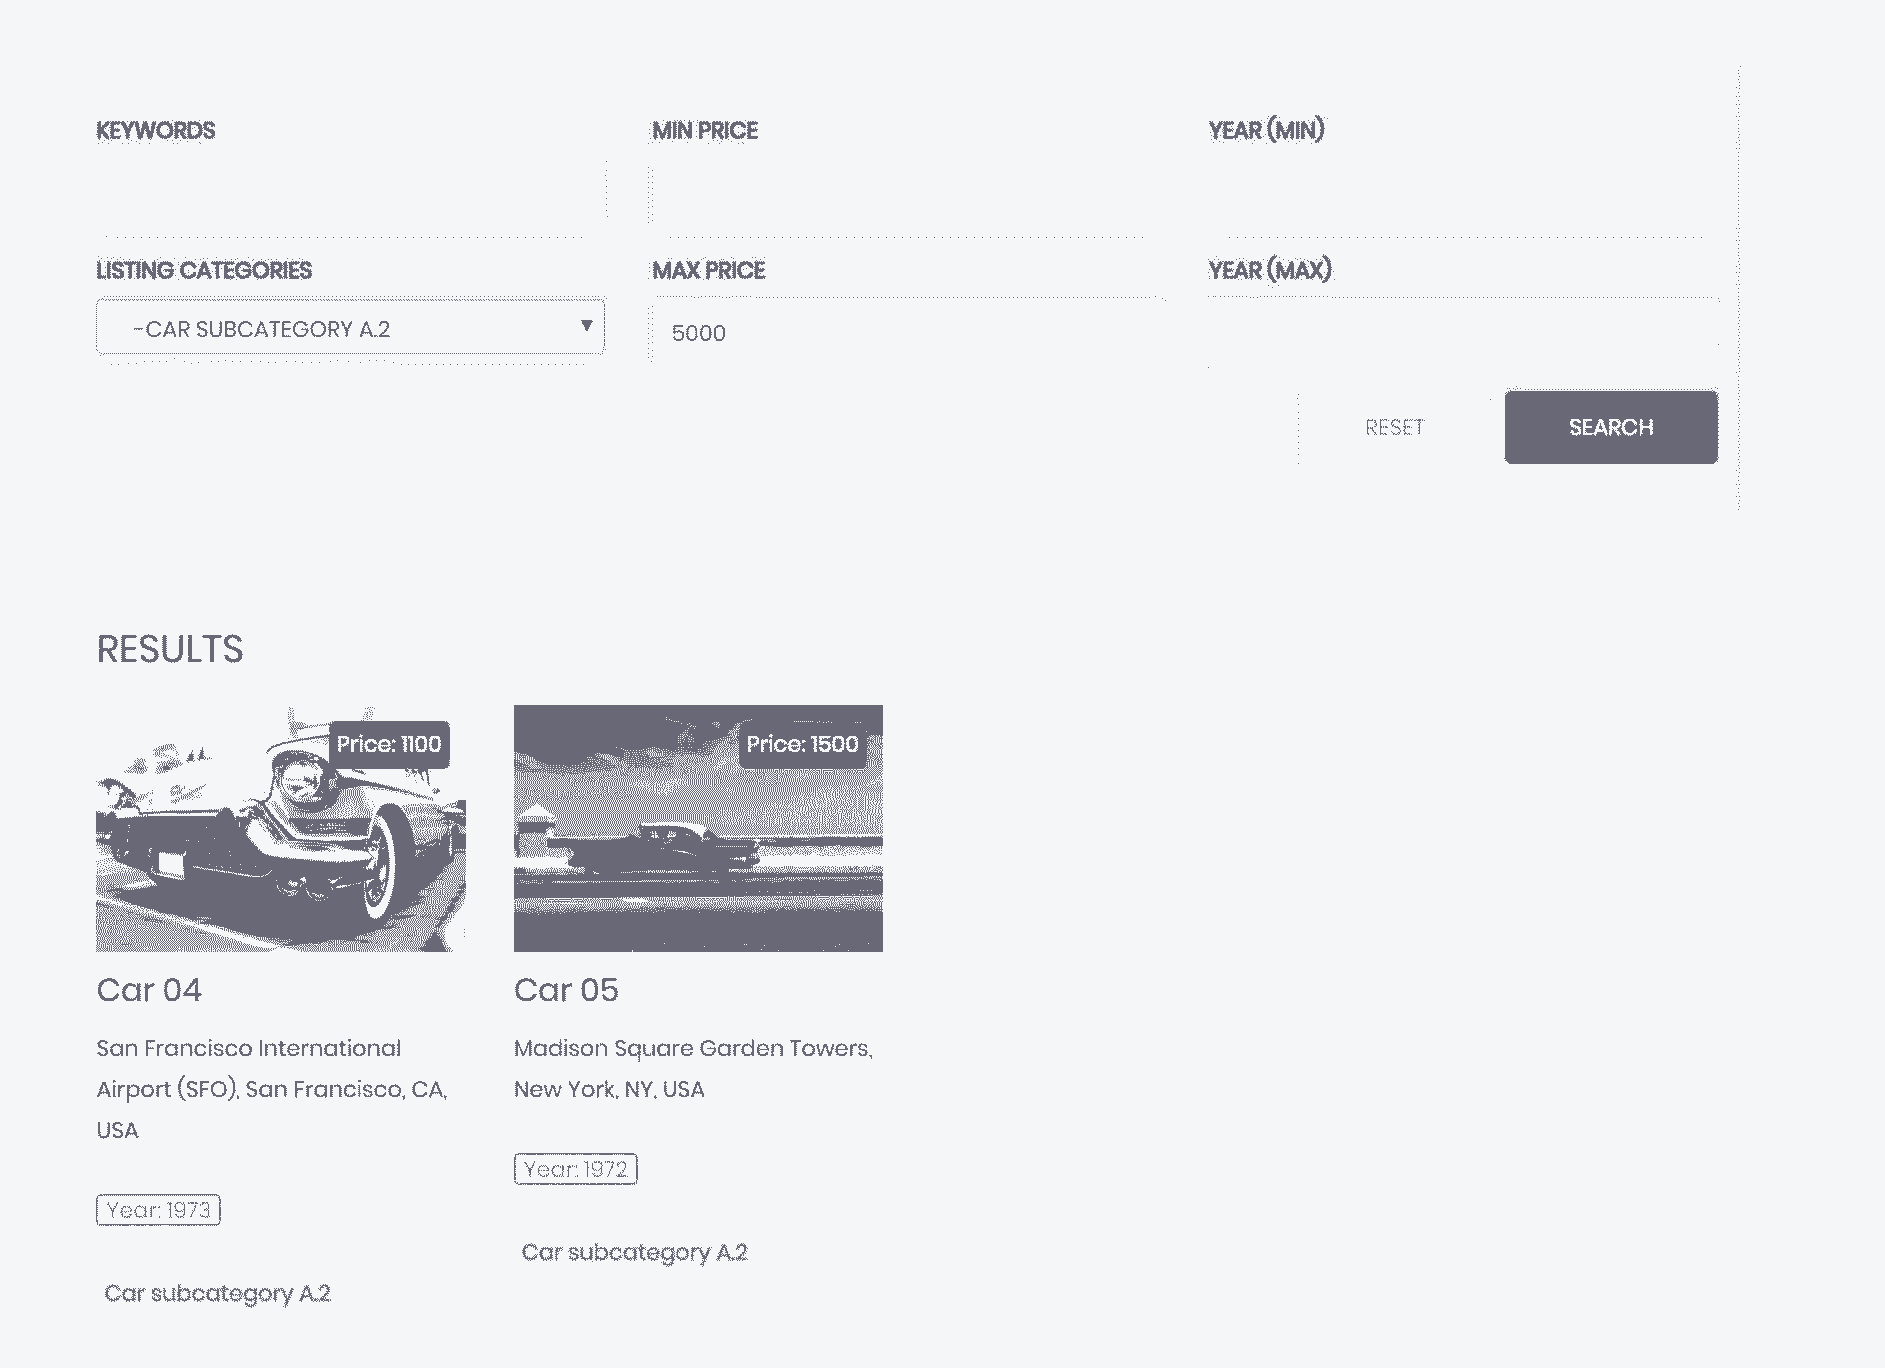 KEYWORDS
MIN PRICE
YEAR (MIN)
LISTING CATEGORIES
MAX PRICE
YEAR (MAX)
-CAR SUBCATEGORY A.2
5000
RESET
SEARCH
RESULTS
Price: 1100
Car 04
San Francisco International
Airport (SFO), San Francisco, CA,
USA
Year: 1973
Car subcategory A.2
Price: 1500
Car 05
Madison Square Garden Towers,
New York, NY, USA
Year: 1972
Car subcategory A.2